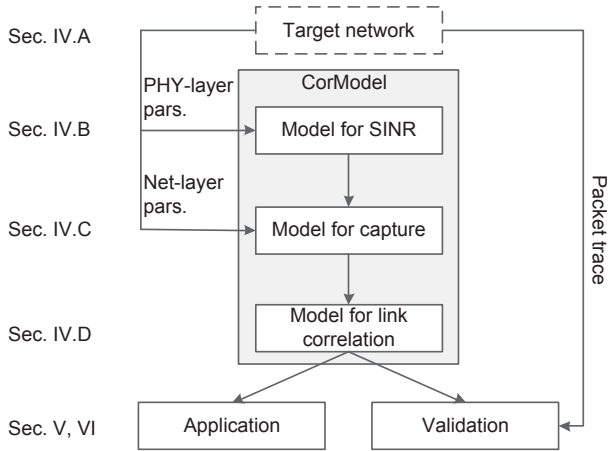 Sec. IV.A
Target network
CorModel
PHY-layer
pars.
Sec. IV.B
Model for SINR
Net-layer
pars.
Packet trace
Sec. IV.C
Model for capture
Sec. IV.D
Model for link
correlation
Sec. V, VI
Application
Validation